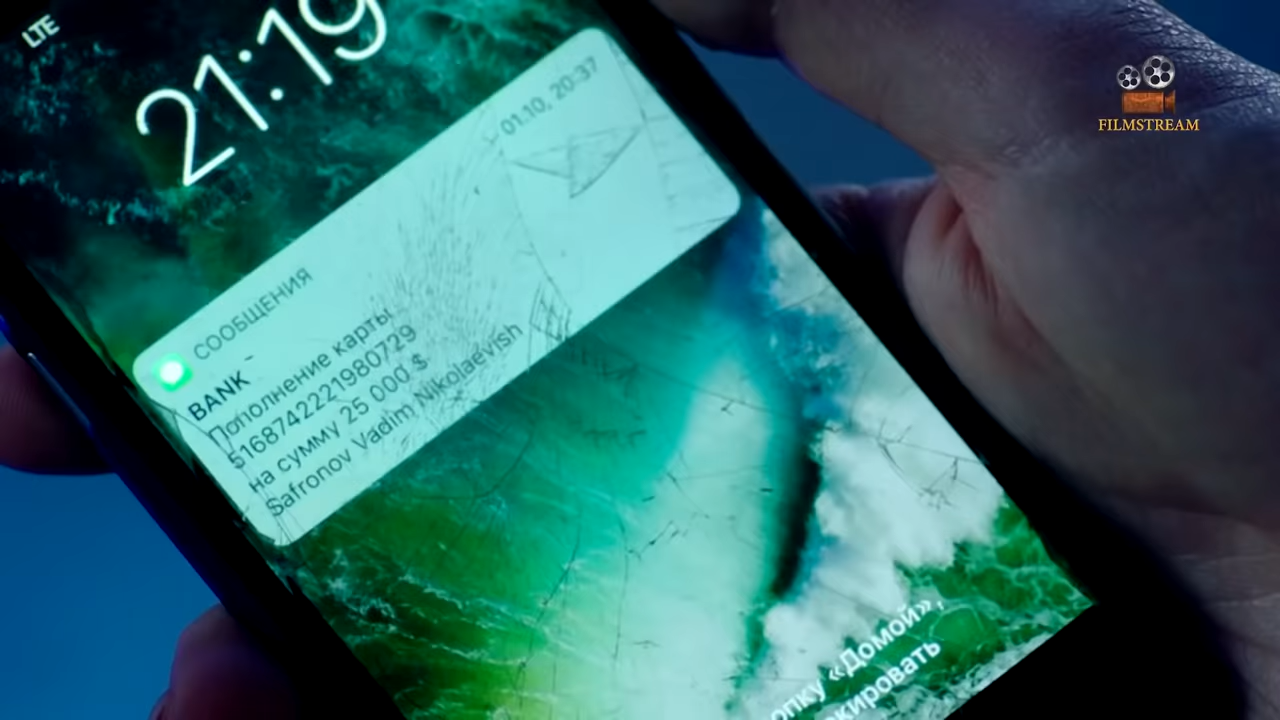 LTE
21:19
СООБЩЕНИЯ
01.10, 20:37
BANK
Пополнение карты
5168742221980729
на сумму 25 000 $
Safronov Vadim Nikolaevish
опку «Домой»,
окировать
FILMSTREAM